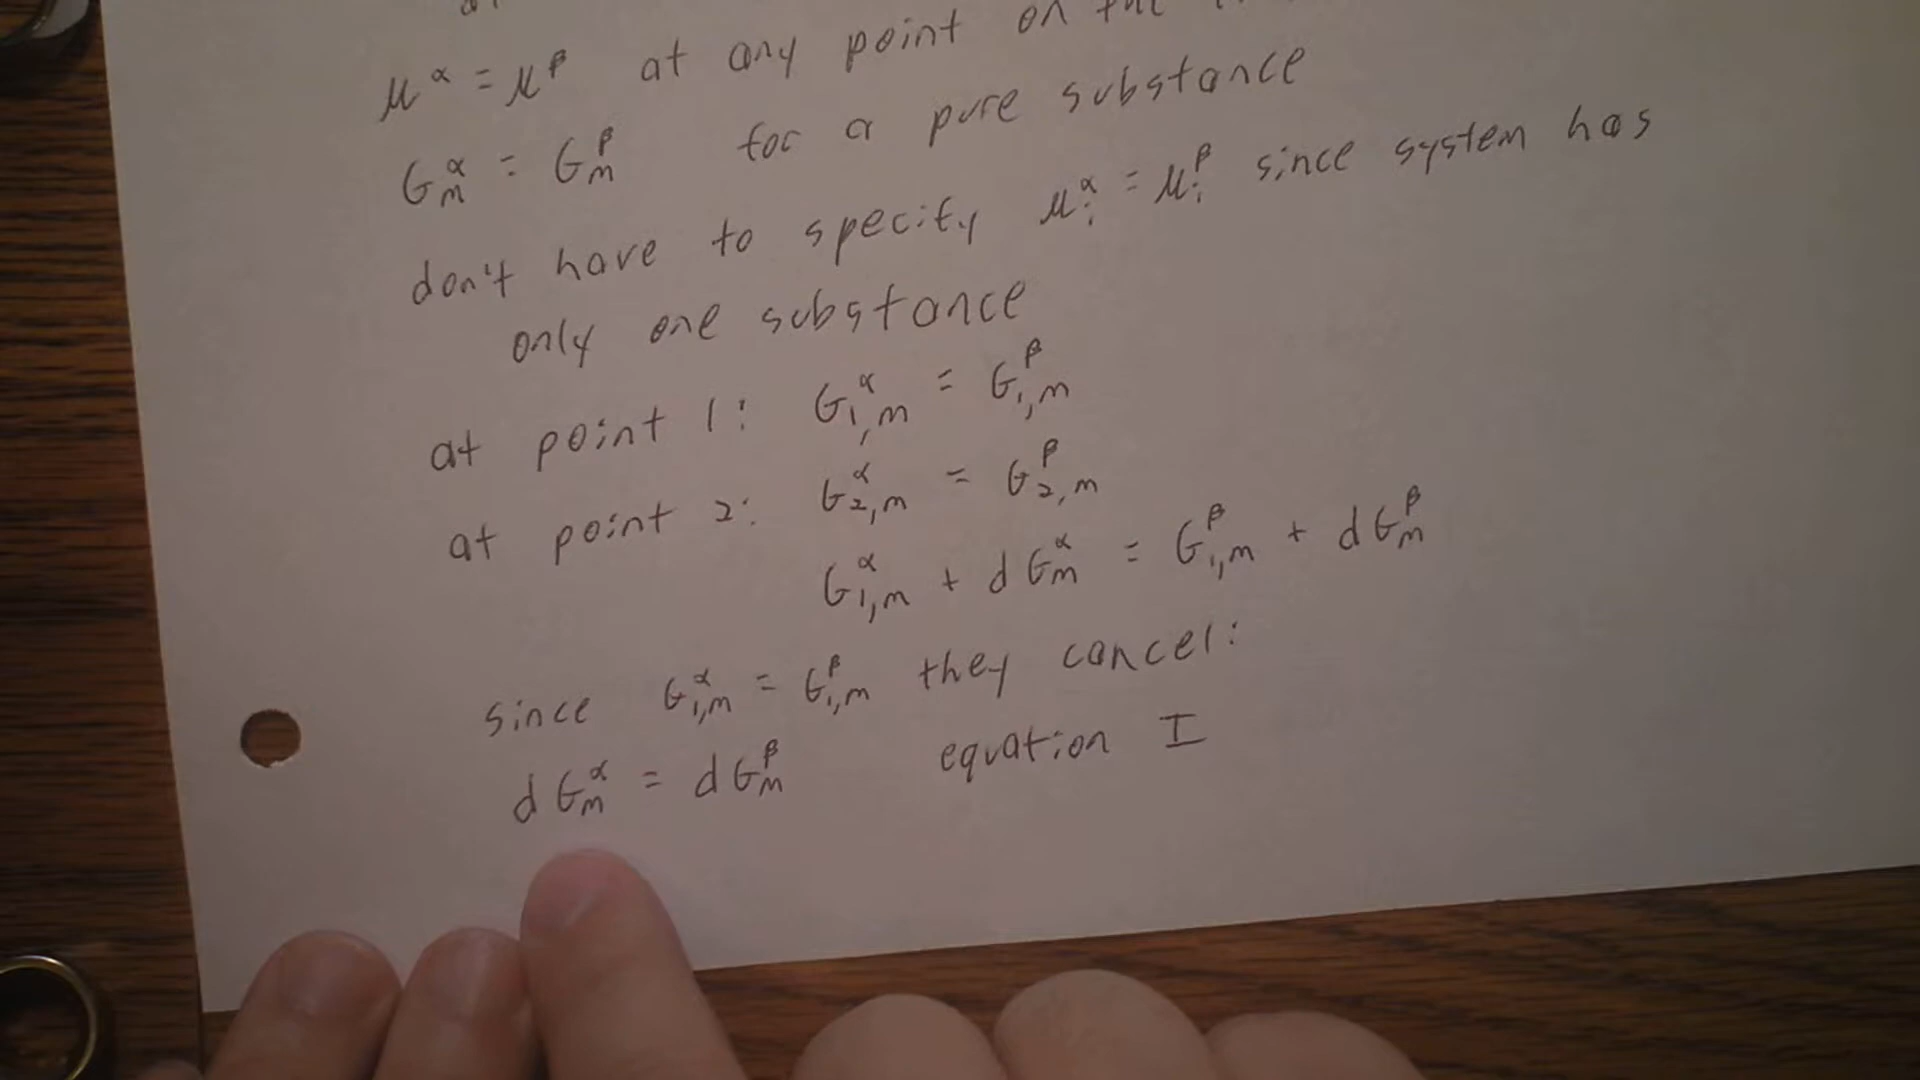 μ^α = μ^β at any point on the
G_m^α = G_m^β for a pure substance
don't have to specify μ_i^α = μ_i^β since system has
only one substance
at point 1: G_{1,m}^α = G_{1,m}^β
at point 2: G_{2,m}^α = G_{2,m}^β
G_{1,m}^α + dG_m^α = G_{1,m}^β + dG_m^β
since G_{1,m}^α = G_{1,m}^β they cancel:
dG_m^α = dG_m^β equation I